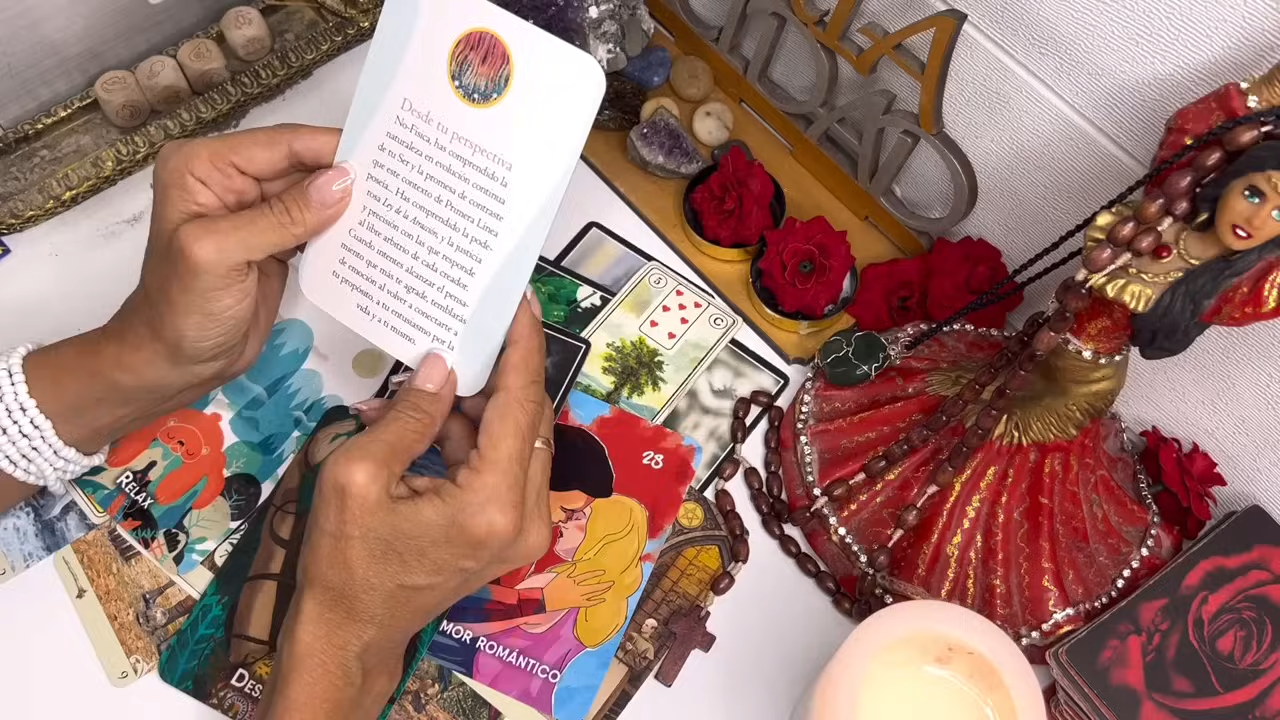 Desde tu perspectiva
No-Física, has comprendido la
naturaleza en evolución continua
de tu Ser y la promesa de contraste
que este contexto de Primera Línea
poseía... Has comprendido la pode-
rosa Ley de la Atracción, y la justicia
y precisión con las que responde
al libre arbitrio de cada creador.
Cuando intentes alcanzar el pensa-
miento que más te agrade, temblarás
de emoción al volver a conectarte a tu
propósito, a tu entusiasmo por la
vida y a ti mismo.
5
C
28
RELAX
MOR ROMÁNTICO
DES
9